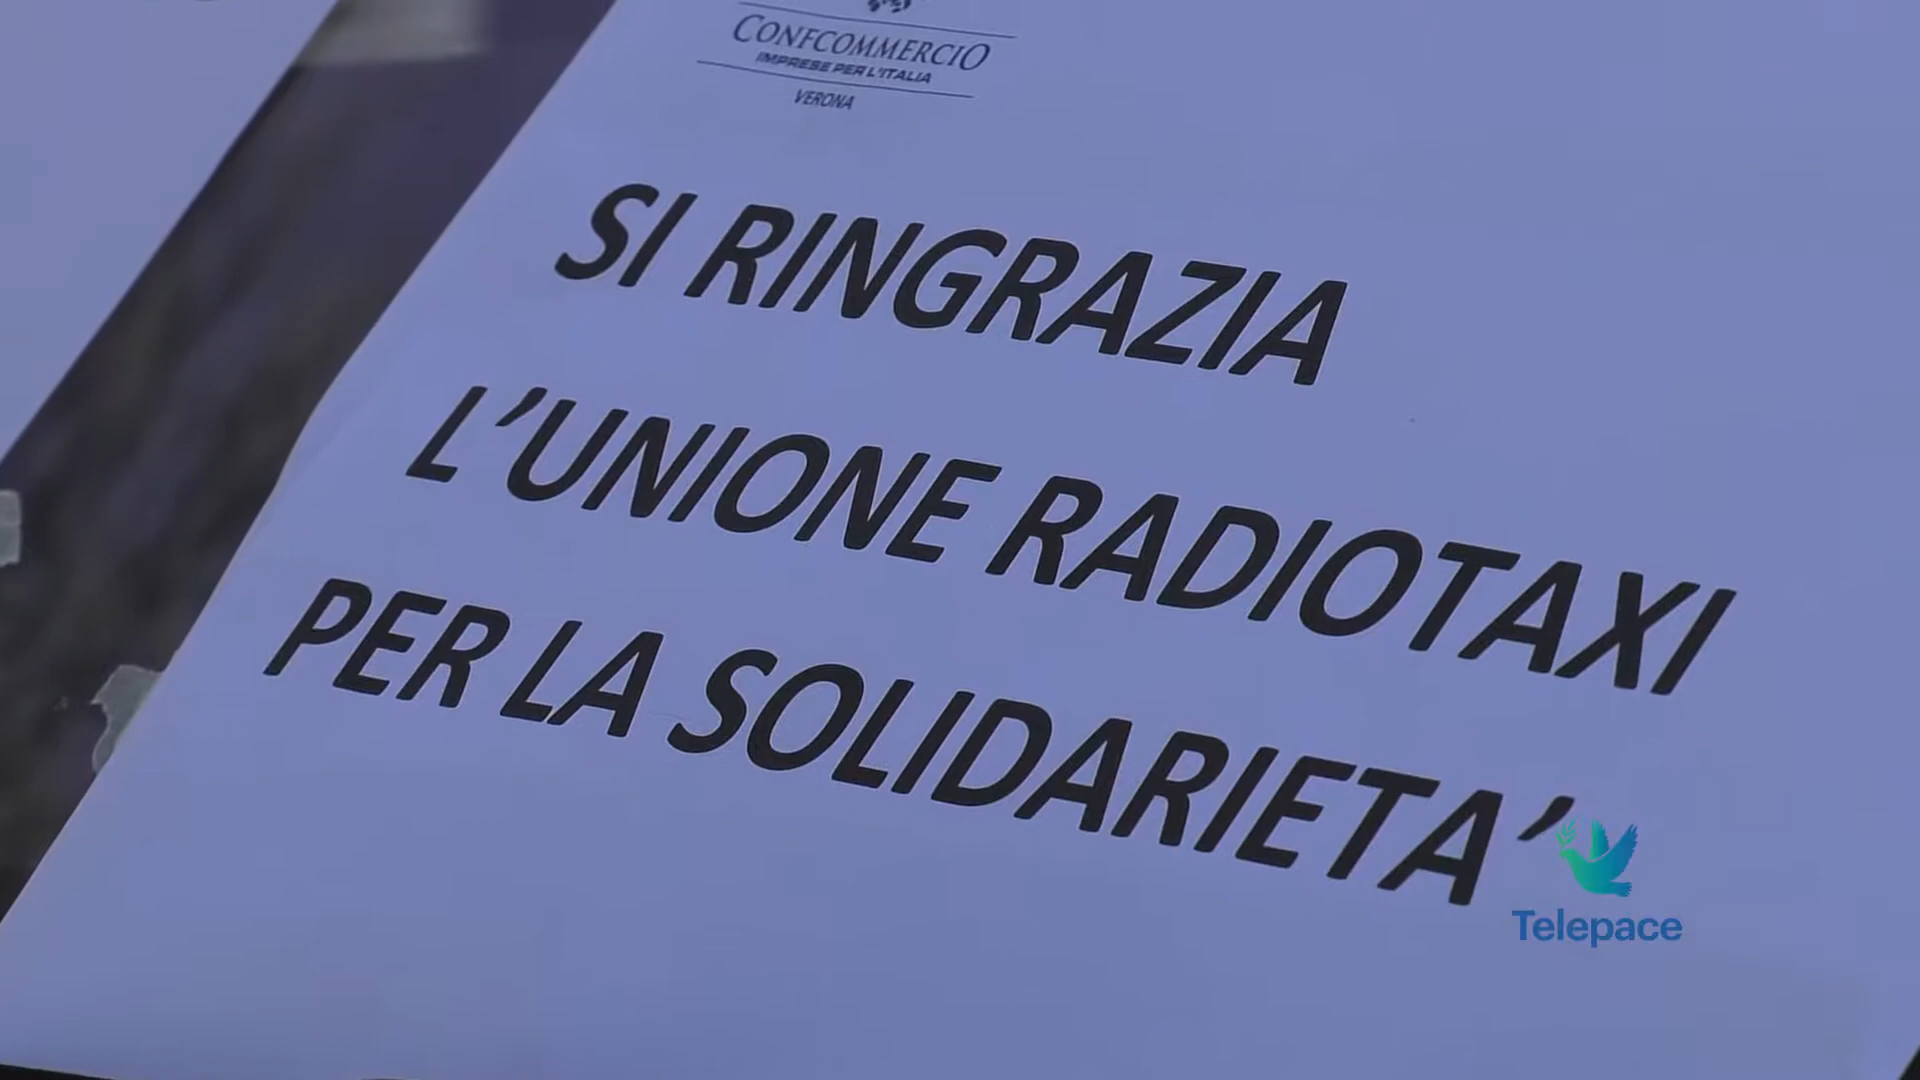 CONFCOMMERCIO
IMPRESE PER L'ITALIA
VERONA
SI RINGRAZIA
L'UNIONE RADIOTAXI
PER LA SOLIDARIETA'
Telepace